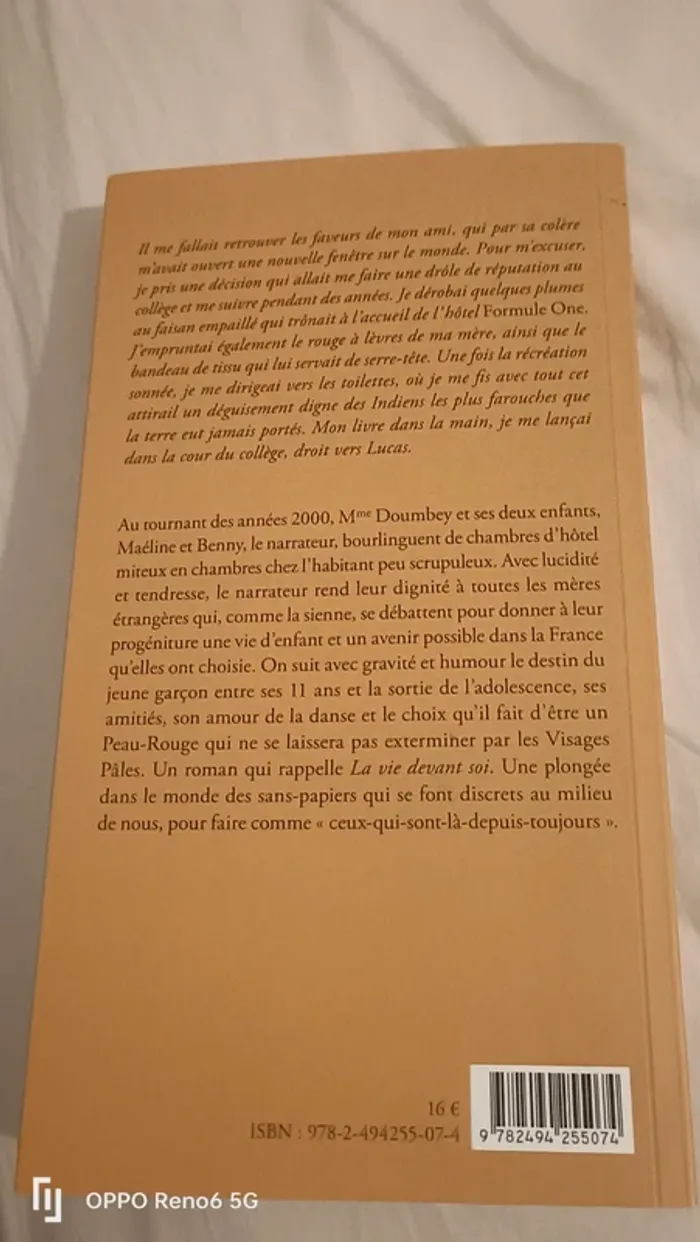 Il me fallait retrouver les faveurs de mon ami, qui par sa colère
m'avait ouvert une nouvelle fenêtre sur le monde. Pour m'excuser,
je pris une décision qui allait me faire une drôle de réputation au
collège et me suivre pendant des années. Je dérobai quelques plumes
au faisan empaillé qui trônait à l'accueil de l'hôtel Formule One.
J'empruntai également le rouge à lèvres de ma mère, ainsi que le
bandeau de tissu qui lui servait de serre-tête. Une fois la récréation
sonnée, je me dirigeai vers les toilettes, où je me fis avec tout cet
attirail un déguisement digne des Indiens les plus farouches que
la terre eut jamais portés. Mon livre dans la main, je me lançai
dans la cour du collège, droit vers Lucas.
Au tournant des années 2000, Mme Doumbey et ses deux enfants,
Maéline et Benny, le narrateur, bourlinguent de chambres d'hôtel
miteux en chambres chez l'habitant peu scrupuleux. Avec lucidité
et tendresse, le narrateur rend leur dignité à toutes les mères
étrangères qui, comme la sienne, se débattent pour donner à leur
progéniture une vie d'enfant et un avenir possible dans la France
qu'elles ont choisie. On suit avec gravité et humour le destin du
jeune garçon entre ses 11 ans et la sortie de l'adolescence, ses
amitiés, son amour de la danse et le choix qu'il fait d'être un
Peau-Rouge qui ne se laissera pas exterminer par les Visages
Pâles. Un roman qui rappelle La vie devant soi. Une plongée
dans le monde des sans-papiers qui se font discrets au milieu
de nous, pour faire comme « ceux-qui-sont-là-depuis-toujours ».
16 €
ISBN : 978-2-494255-07-4
9 782494 255074
OPPO Reno6 5G